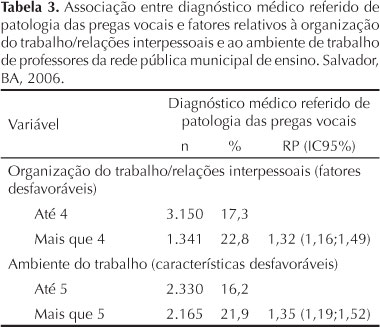 Tabela 3. Associação entre diagnóstico médico referido de
patologia das pregas vocais e fatores relativos à organização
do trabalho/relações interpessoais e ao ambiente de trabalho
de professores da rede pública municipal de ensino. Salvador,
BA, 2006.
Variável
Diagnóstico médico referido de
patologia das pregas vocais
n % RP (IC95%)
Organização do trabalho/relações interpessoais (fatores
desfavoráveis)
Até 4 3.150 17,3
Mais que 4 1.341 22,8 1,32 (1,16;1,49)
Ambiente do trabalho (características desfavoráveis)
Até 5 2.330 16,2
Mais que 5 2.165 21,9 1,35 (1,19;1,52)